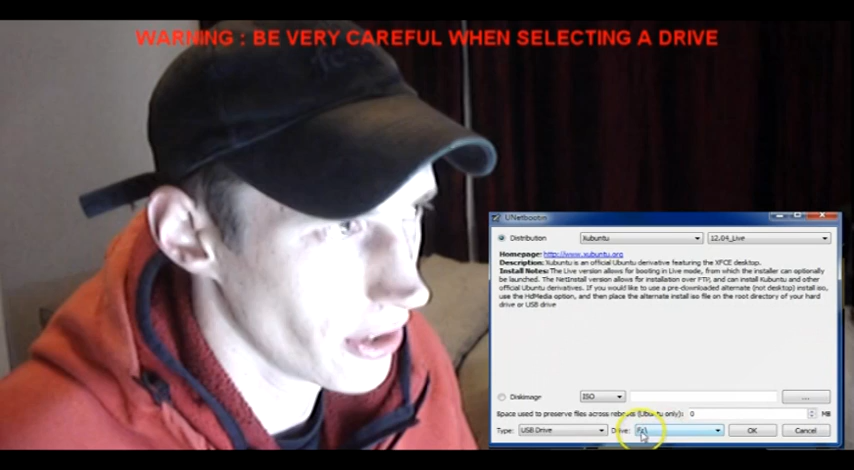 WARNING : BE VERY CAREFUL WHEN SELECTING A DRIVE
UNetbootin
Distribution
Xubuntu
12.04_Live
Homepage: http://www.xubuntu.org
Description: Xubuntu is an official Ubuntu derivative featuring the XFCE desktop.
Install Notes: The Live version allows for booting in Live mode, from which the installer can optionally
be launched. The NetInstall version allows for installation over FTP, and can install Kubuntu and other
official Ubuntu derivatives. If you would like to use a pre-downloaded alternate (not desktop) install iso,
use the HdMedia option, and then place the alternate install iso file on the root directory of your hard
drive or USB drive
Diskimage
ISO
...
Space used to preserve files across reboots (Ubuntu only): 0 MB
Type: USB Drive Drive: OK Cancel